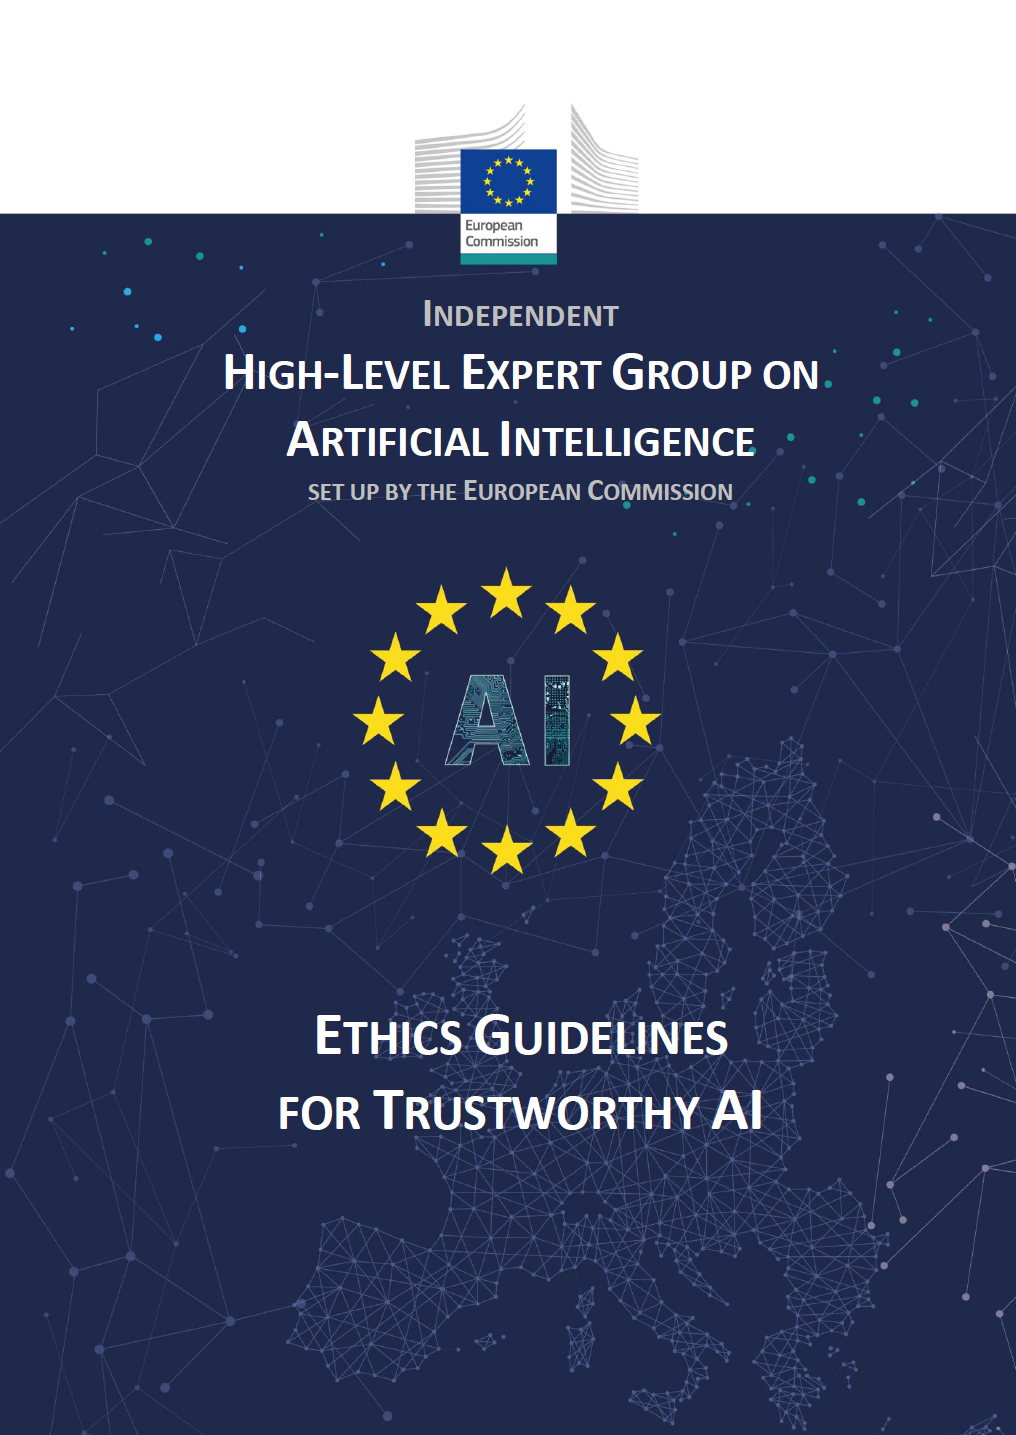 European
Commission
INDEPENDENT
HIGH-LEVEL EXPERT GROUP ON
ARTIFICIAL INTELLIGENCE
SET UP BY THE EUROPEAN COMMISSION
AI
ETHICS GUIDELINES
FOR TRUSTWORTHY AI